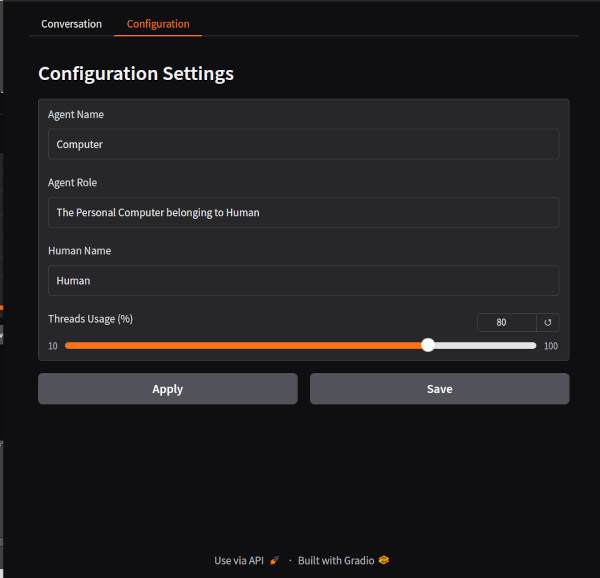 Conversation Configuration
Configuration Settings
Agent Name
Computer
Agent Role
The Personal Computer belonging to Human
Human Name
Human
Threads Usage (%) 80 ↺
10 100
Apply Save
Use via API · Built with Gradio